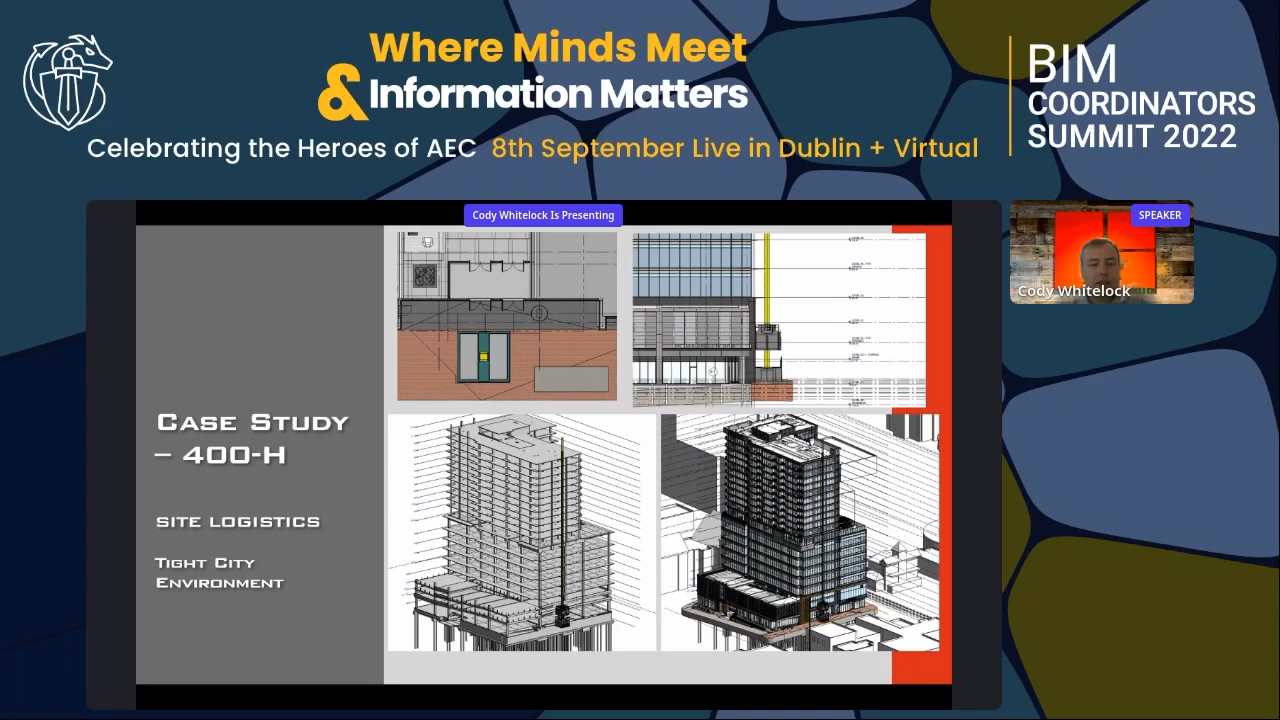 Where Minds Meet
& Information Matters
Celebrating the Heroes of AEC 8th September Live in Dublin + Virtual
BIM
COORDINATORS
SUMMIT 2022
Cody Whitelock Is Presenting
SPEAKER
Cody Whitelock
CASE STUDY
– 400-H
SITE LOGISTICS
TIGHT CITY
ENVIRONMENT